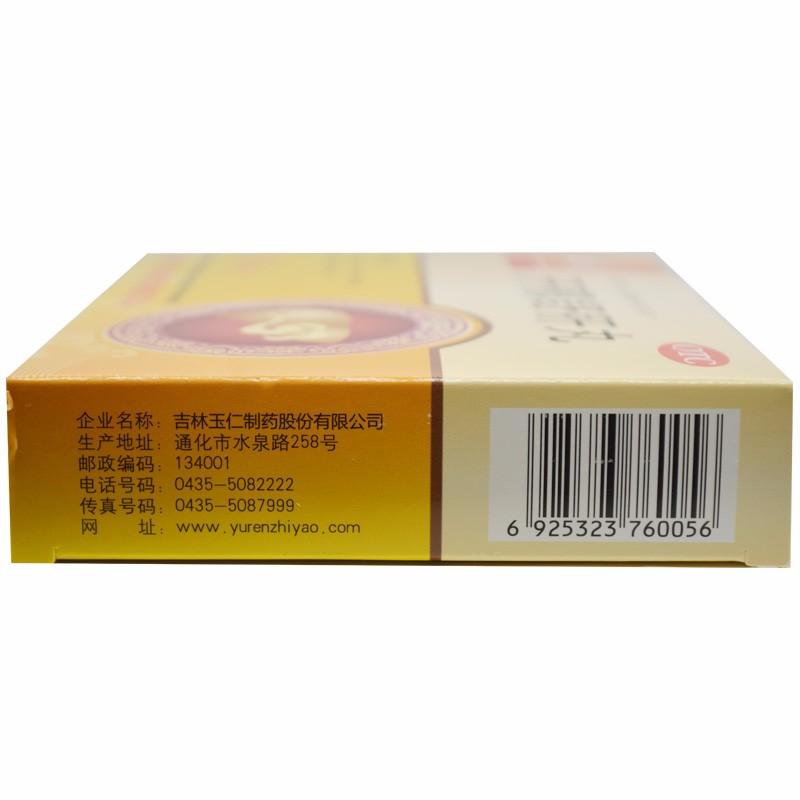 OTC
企业名称：吉林玉仁制药股份有限公司
生产地址：通化市水泉路258号
邮政编码：134001
电话号码：0435-5082222
传真号码：0435-5087999
网 址：www.yurenzhiyao.com
6 925323 760056